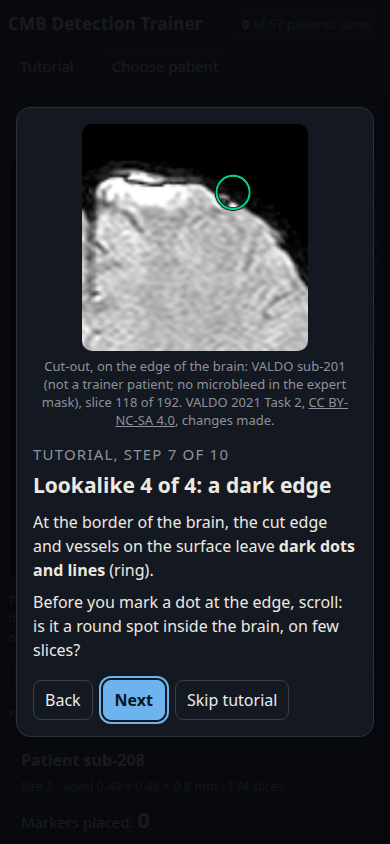 CMB Detection Trainer
0 of 57 patients done
Tutorial
Choose patient
Cut-out, on the edge of the brain: VALDO sub-201
(not a trainer patient; no microbleed in the expert
mask), slice 118 of 192. VALDO 2021 Task 2, CC BY-
NC-SA 4.0, changes made.
TUTORIAL, STEP 7 OF 10
Lookalike 4 of 4: a dark edge
At the border of the brain, the cut edge
and vessels on the surface leave dark dots
and lines (ring).
Before you mark a dot at the edge, scroll:
is it a round spot inside the brain, on few
slices?
Back
Next
Skip tutorial
Patient sub-208
Site 2 · voxel 0.49 × 0.49 × 0.8 mm · 174 slices
Markers placed: 0